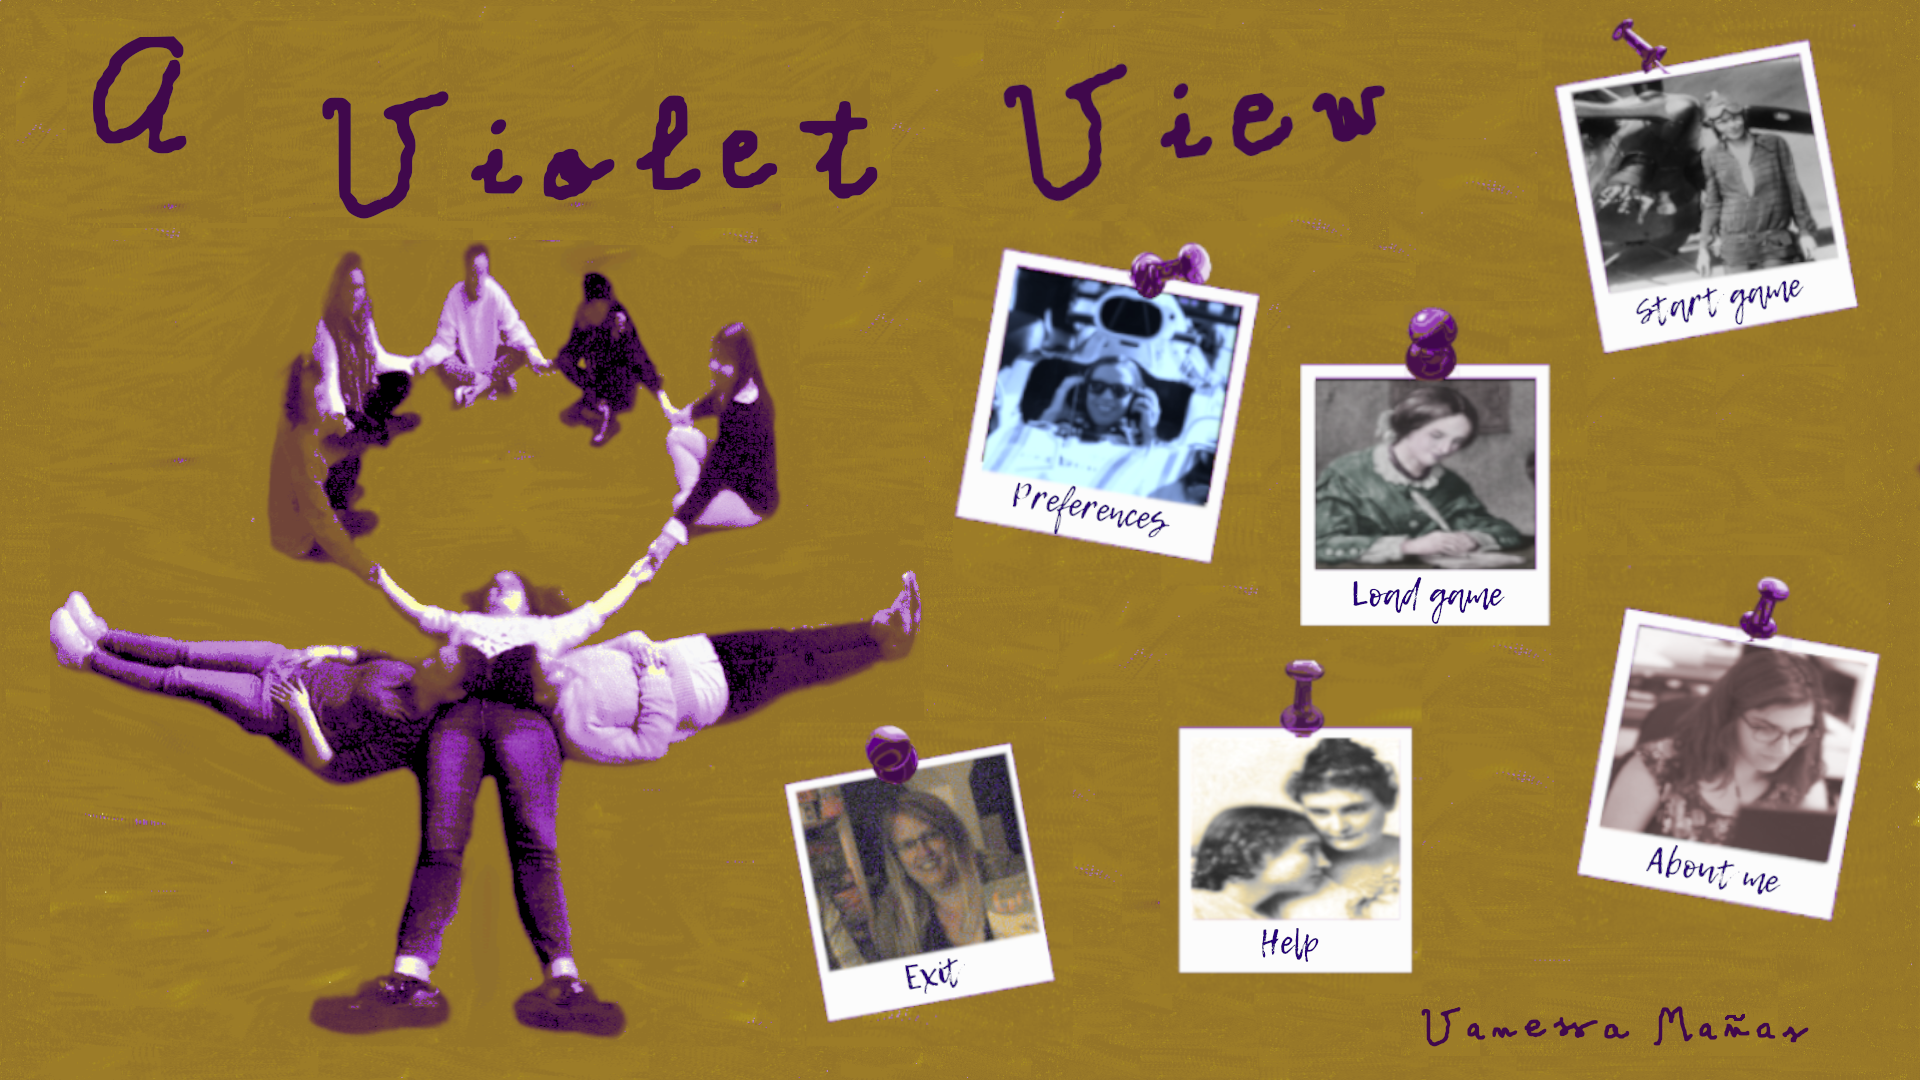 A Violet View
Start game
Preferences
Load game
About me
Help
Exit
Vanessa Mañas